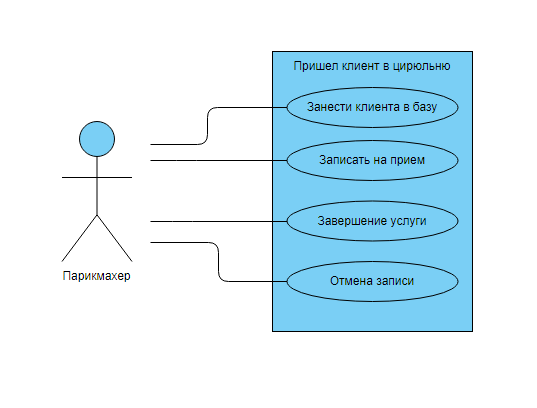 Пришел клиент в цирюльню
Занести клиента в базу
Записать на прием
Завершение услуги
Отмена записи
Парикмахер